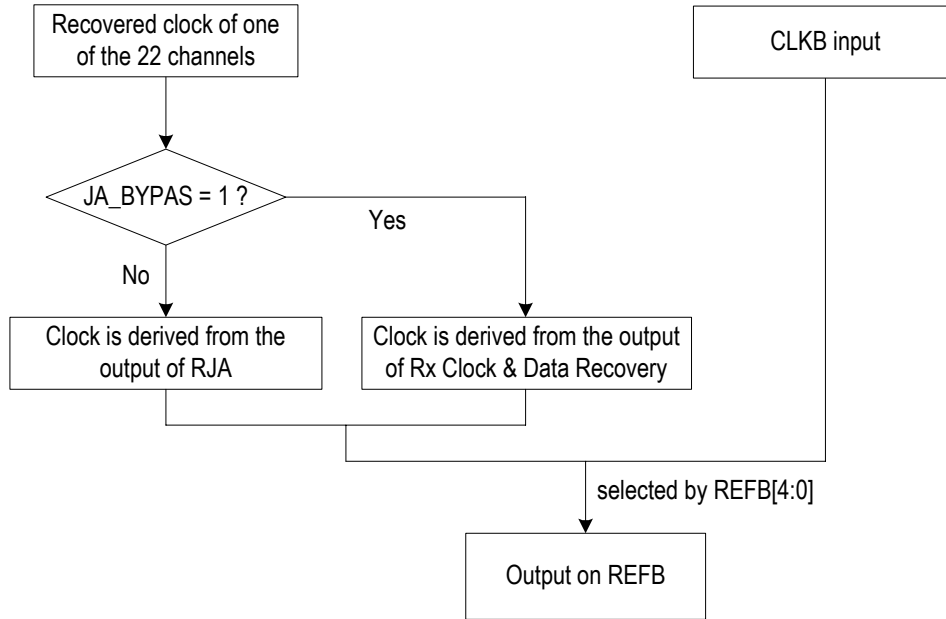 Recovered clock of one
of the 22 channels
CLKB input
JA_BYPAS = 1 ?
Yes
No
Clock is derived from the
output of RJA
Clock is derived from the output
of Rx Clock & Data Recovery
selected by REFB[4:0]
Output on REFB